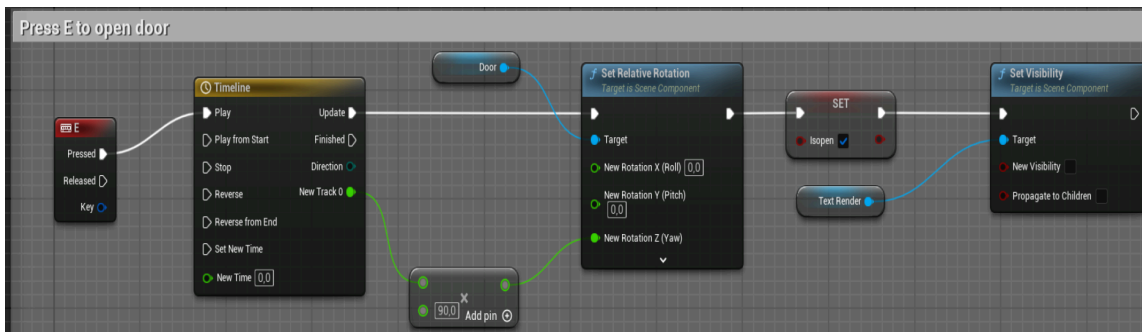 Press E to open door
E
Pressed
Released
Key
Timeline
Play
Update
Play from Start
Finished
Stop
Direction
Reverse
New Track 0
Reverse from End
Set New Time
New Time 0,0
Door
×
90,0
Add pin
f Set Relative Rotation
Target is Scene Component
Target
New Rotation X (Roll) 0,0
New Rotation Y (Pitch)
0,0
New Rotation Z (Yaw)
SET
Isopen
Text Render
f Set Visibility
Target is Scene Component
Target
New Visibility
Propagate to Children